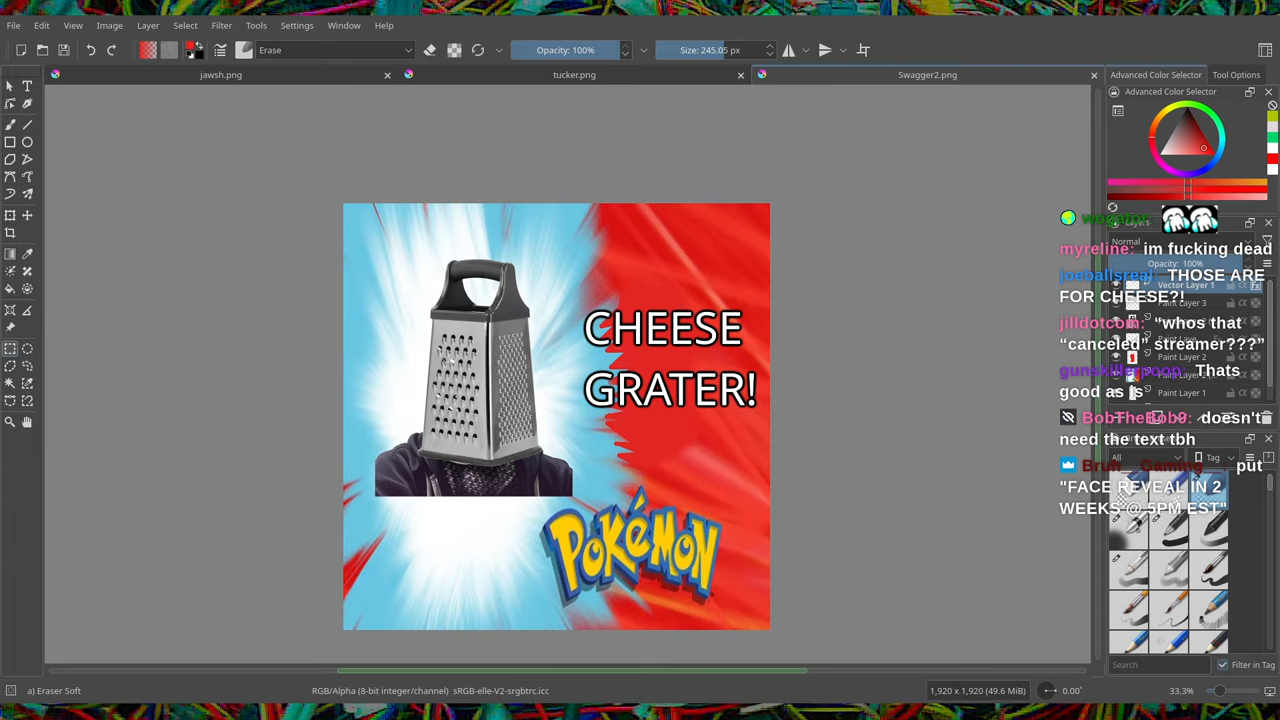 File Edit View Image Layer Select Filter Tools Settings Window Help
Erase
Opacity: 100%
Size: 245.05 px
jawsh.png
tucker.png
Swagger2.png
Advanced Color Selector
Tool Options
Advanced Color Selector
Normal
Opacity: 100%
Vector Layer 1
Paint Layer 3
Paint Layer 2
Paint Layer 1
myreline: im fucking dead
joeballsreal: THOSE ARE
FOR CHEESE?!
jilldotcom: “whos that
“canceled” streamer???”
gunskillerpoop: Thats
good as is
BobTheBob9: doesn't
need the text tbh
Bruh_Gaming__: put
"FACE REVEAL IN 2
WEEKS @ 5PM EST"
CHEESE
GRATER!
POKéMON
All
Tag
Search
Filter in Tag
a) Eraser Soft
RGB/Alpha (8-bit integer/channel) sRGB-elle-V2-srgbtrc.icc
1,920 x 1,920 (49.6 MiB)
0.00°
33.3%